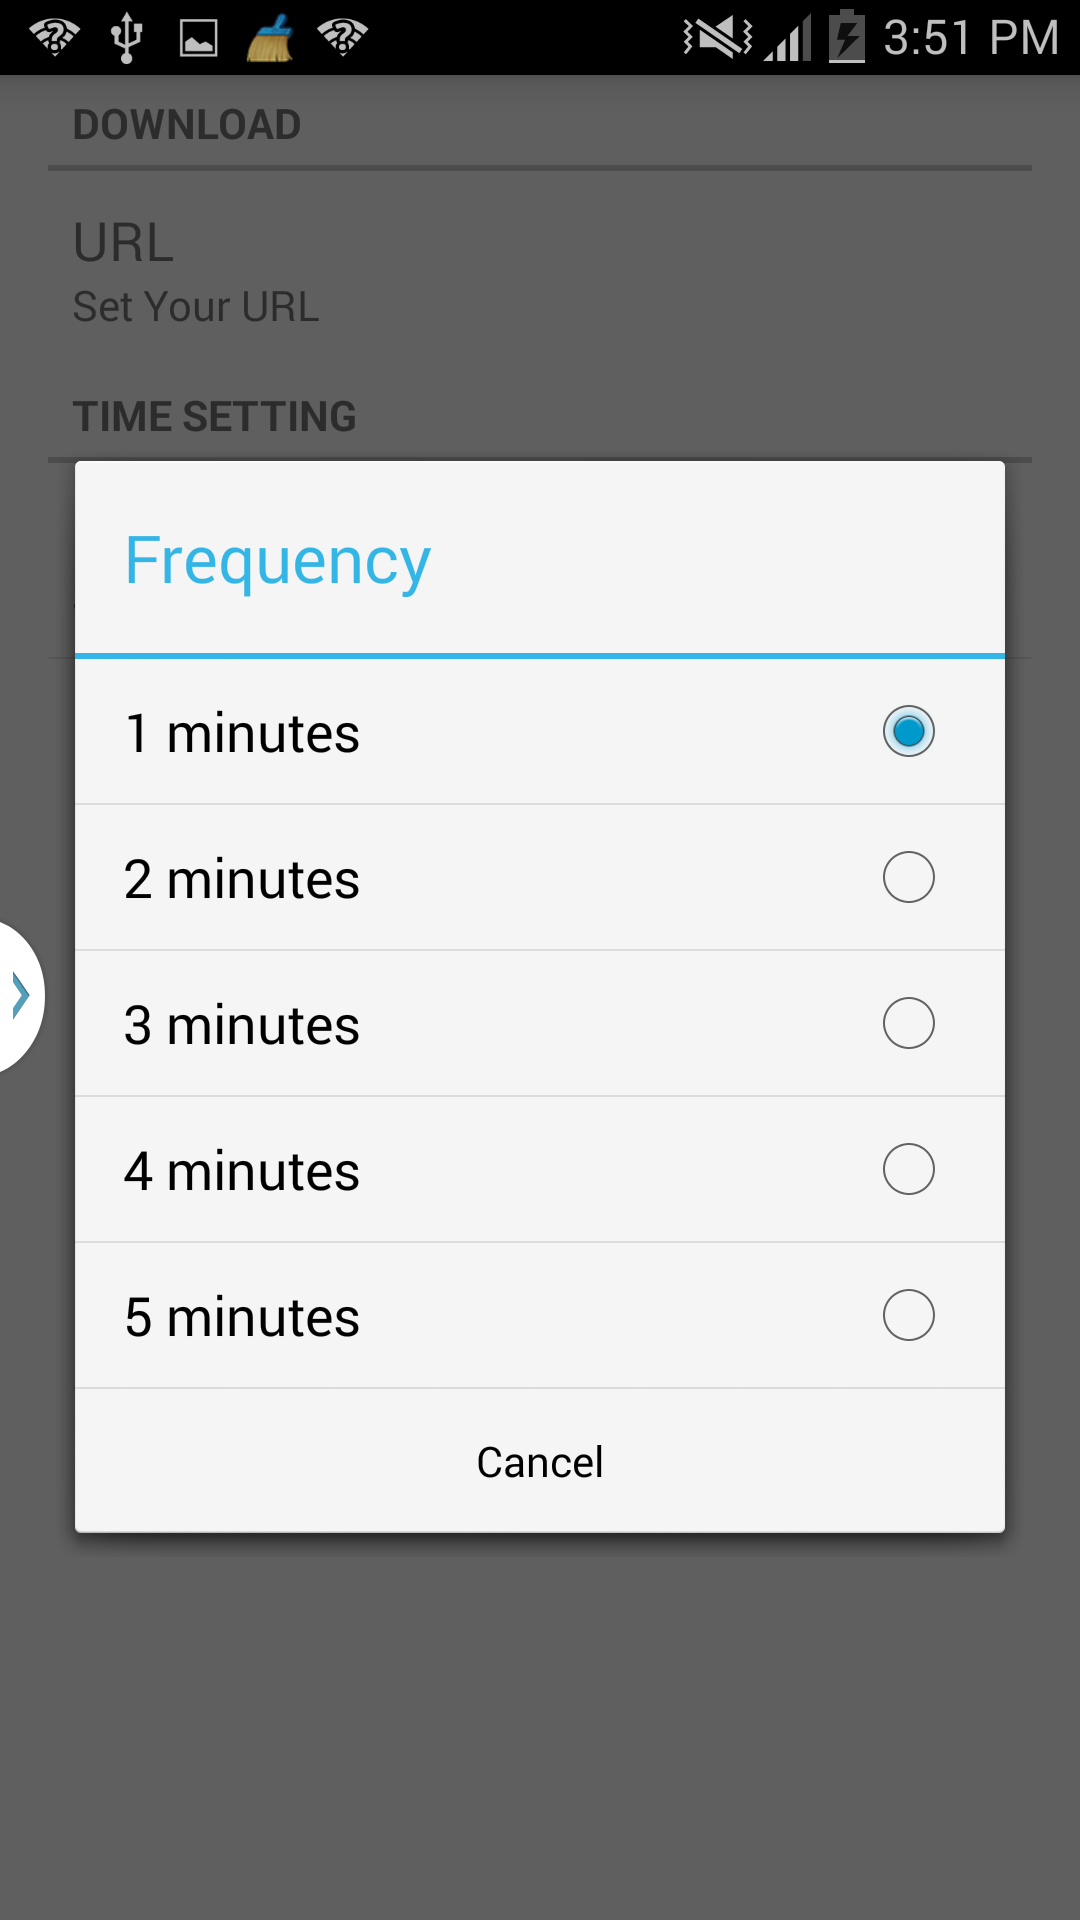 3:51 PM
DOWNLOAD
URL
Set Your URL
TIME SETTING
Frequency
1 minutes
2 minutes
3 minutes
4 minutes
5 minutes
Cancel